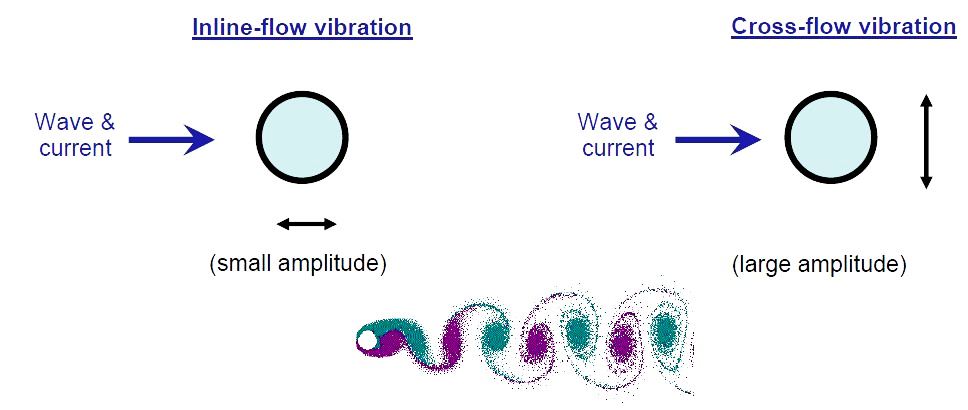 Inline-flow vibration
Wave &
current
(small amplitude)
Cross-flow vibration
Wave &
current
(large amplitude)